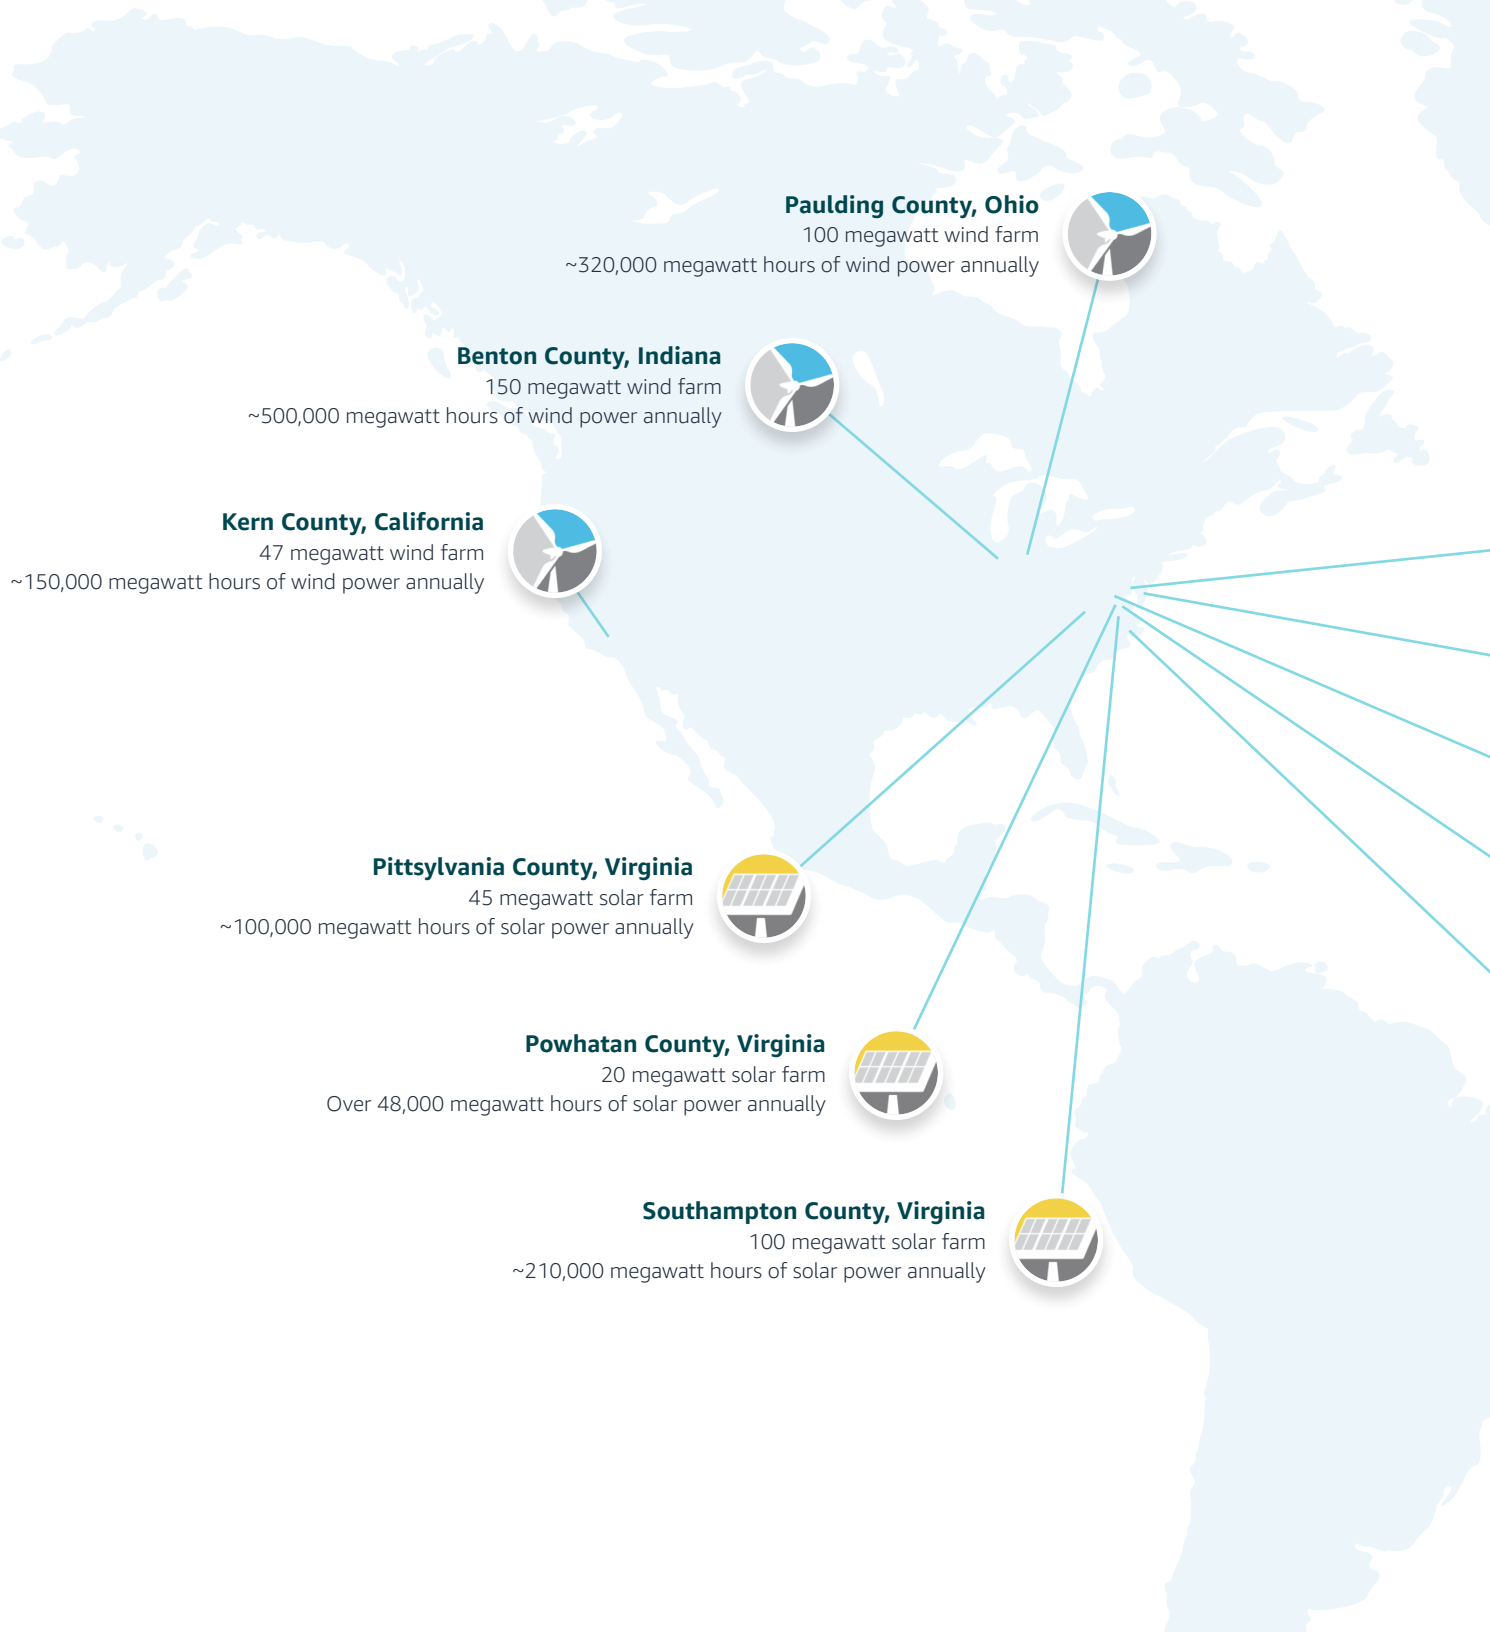 Paulding County, Ohio
100 megawatt wind farm
~320,000 megawatt hours of wind power annually
Benton County, Indiana
150 megawatt wind farm
~500,000 megawatt hours of wind power annually
Kern County, California
47 megawatt wind farm
~150,000 megawatt hours of wind power annually
Pittsylvania County, Virginia
45 megawatt solar farm
~100,000 megawatt hours of solar power annually
Powhatan County, Virginia
20 megawatt solar farm
Over 48,000 megawatt hours of solar power annually
Southampton County, Virginia
100 megawatt solar farm
~210,000 megawatt hours of solar power annually